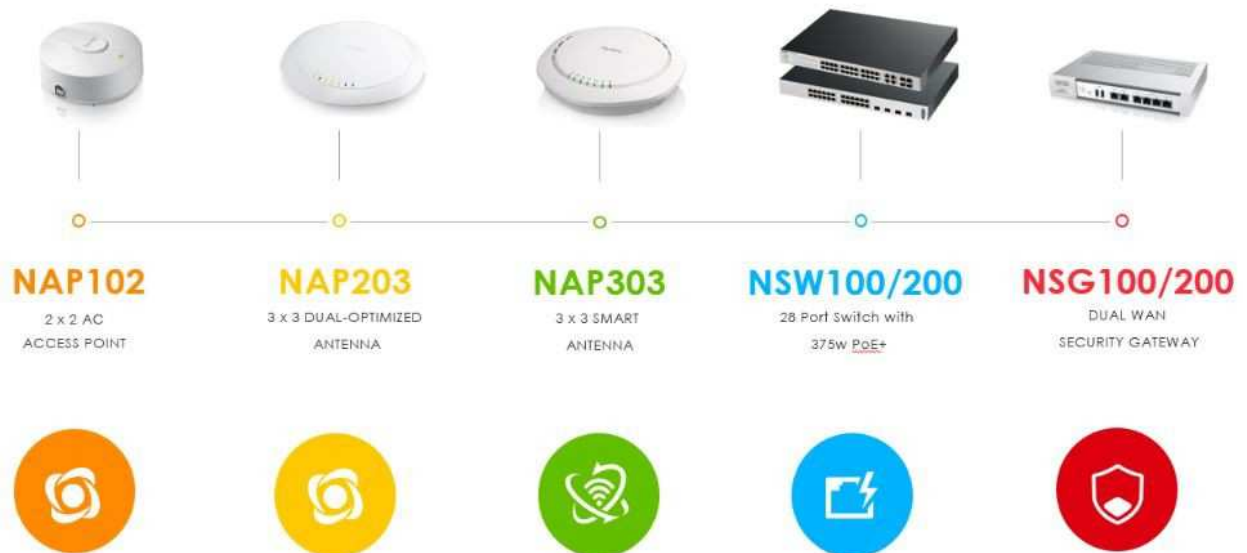 NAP102
2 x 2 AC
ACCESS POINT
NAP203
3 x 3 DUAL-OPTIMIZED
ANTENNA
NAP303
3 x 3 SMART
ANTENNA
NSW100/200
28 Port Switch with
375w PoE+
NSG100/200
DUAL WAN
SECURITY GATEWAY